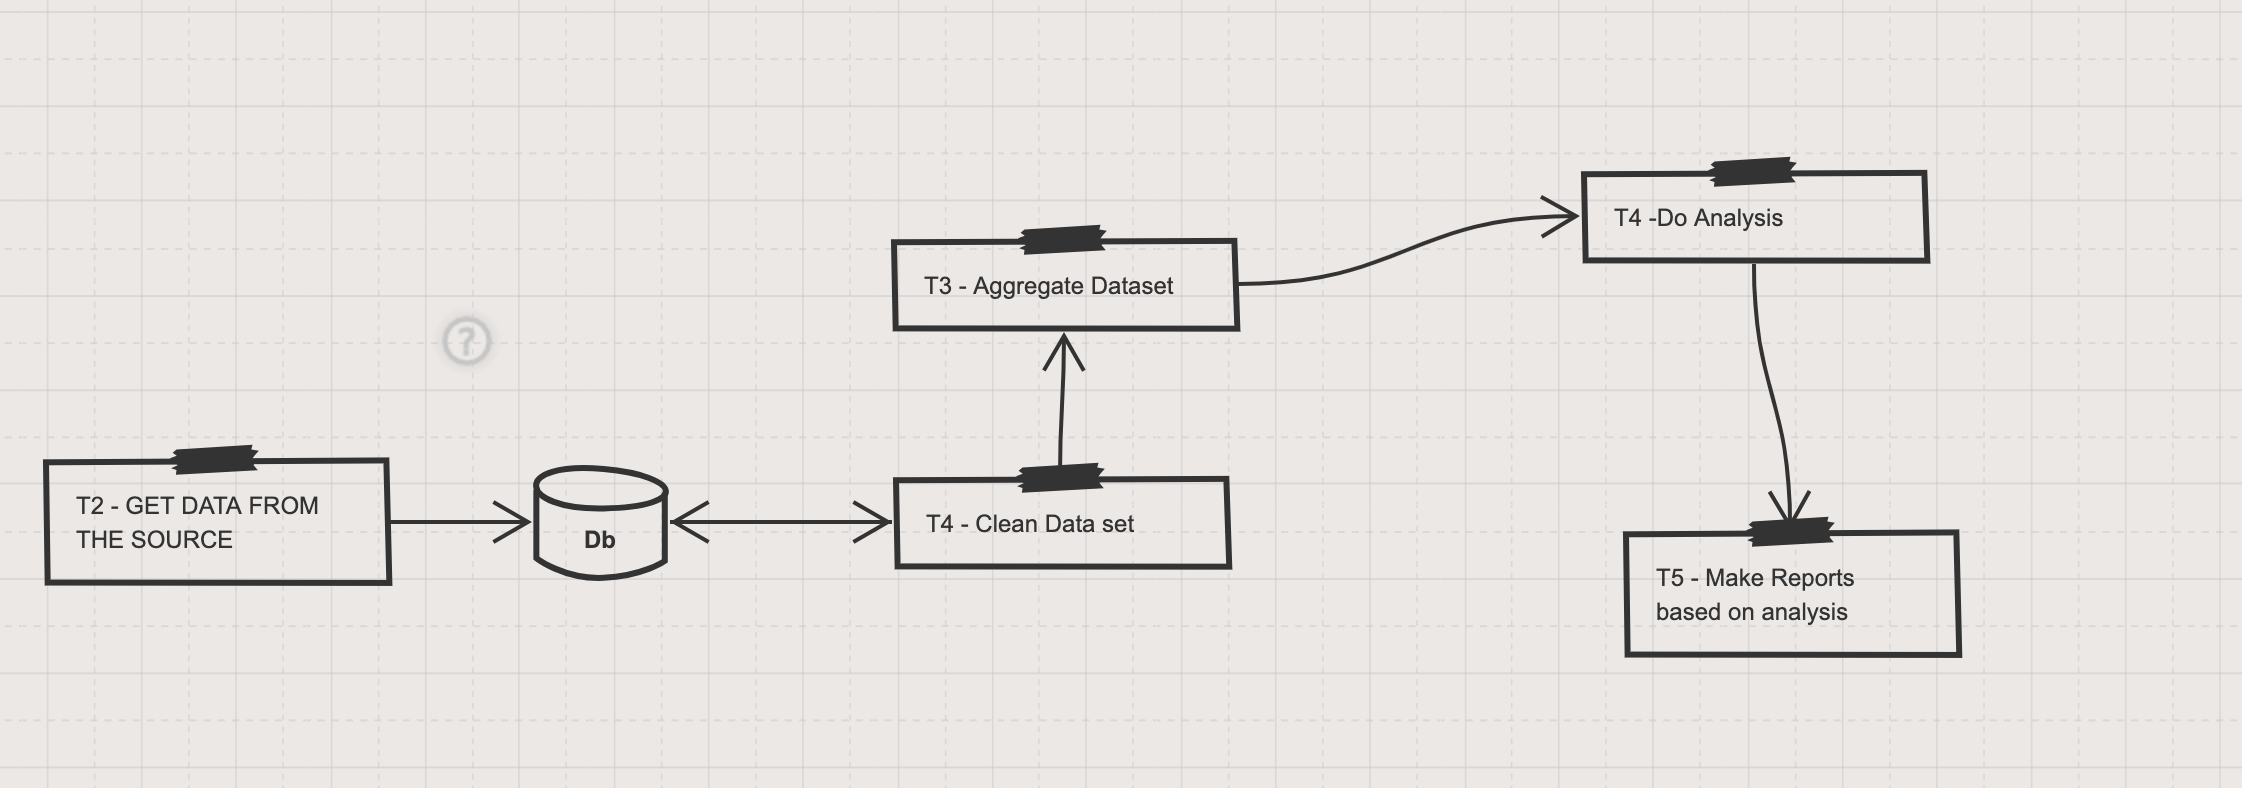 T4 -Do Analysis
T3 - Aggregate Dataset
?
T2 - GET DATA FROM
THE SOURCE
Db
T4 - Clean Data set
T5 - Make Reports
based on analysis